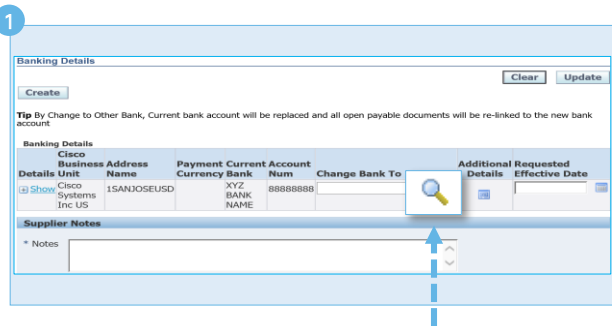 1
Banking Details
Clear Update
Create
Tip By Change to Other Bank, Current bank account will be replaced and all open payable documents will be re-linked to the new bank
account
Banking Details
Details Cisco Business Unit Address Name Payment Currency Current Bank Account Num Change Bank To Additional Details Requested Effective Date
Show Cisco Systems Inc US 1SANJOSEUSD XYZ BANK NAME 88888888
Supplier Notes
* Notes